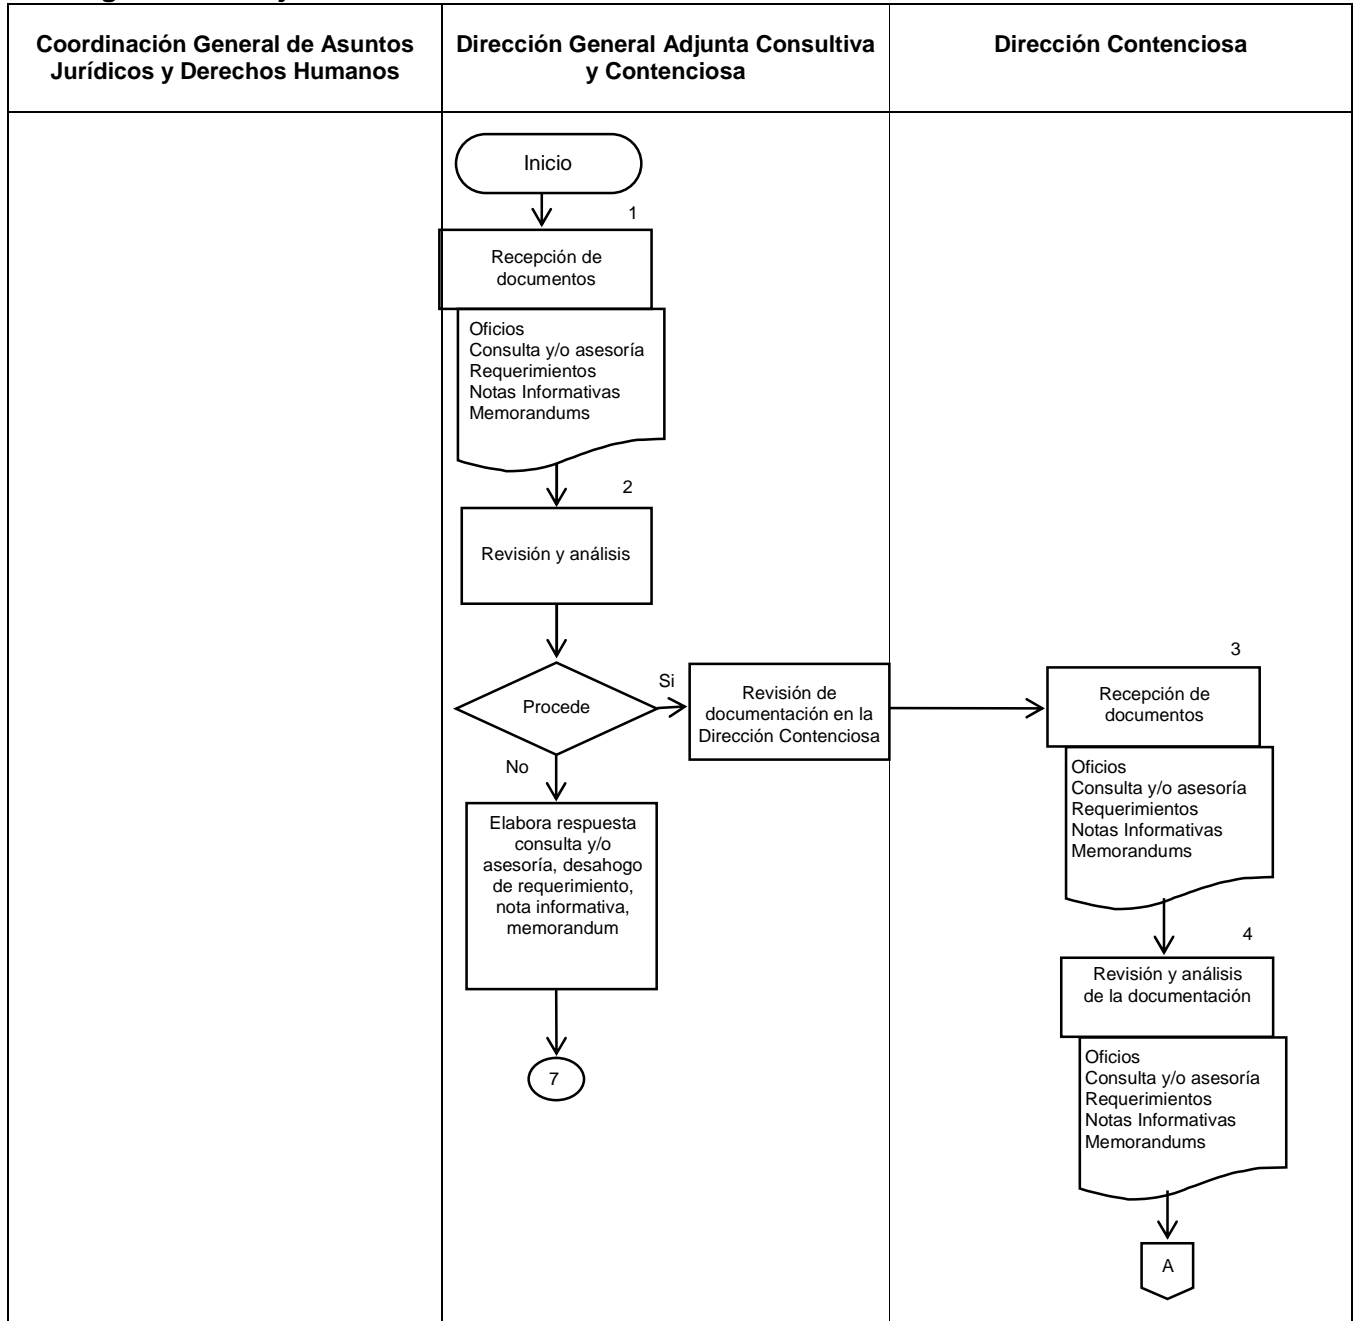 Coordinación General de Asuntos
Jurídicos y Derechos Humanos
Dirección General Adjunta Consultiva
y Contenciosa
Dirección Contenciosa
Inicio
1
Recepción de
documentos
Oficios
Consulta y/o asesoría
Requerimientos
Notas Informativas
Memorandums
2
Revisión y análisis
Procede
Si
Revisión de
documentación en la
Dirección Contenciosa
No
Elabora respuesta
consulta y/o
asesoría, desahogo
de requerimiento,
nota informativa,
memorandum
7
3
Recepción de
documentos
Oficios
Consulta y/o asesoría
Requerimientos
Notas Informativas
Memorandums
4
Revisión y análisis
de la documentación
Oficios
Consulta y/o asesoría
Requerimientos
Notas Informativas
Memorandums
A